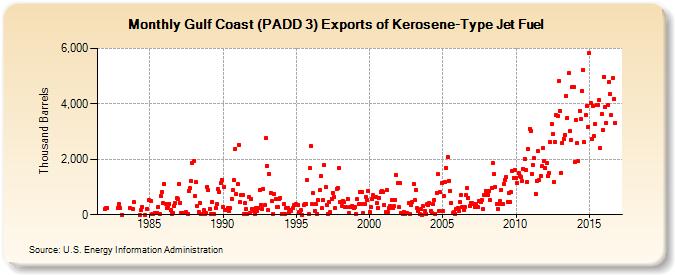 Monthly Gulf Coast (PADD 3) Exports of Kerosene-Type Jet Fuel
Thousand Barrels
6,000
4,000
2,000
0
1985 1990 1995 2000 2005 2010 2015
Source: U.S. Energy Information Administration